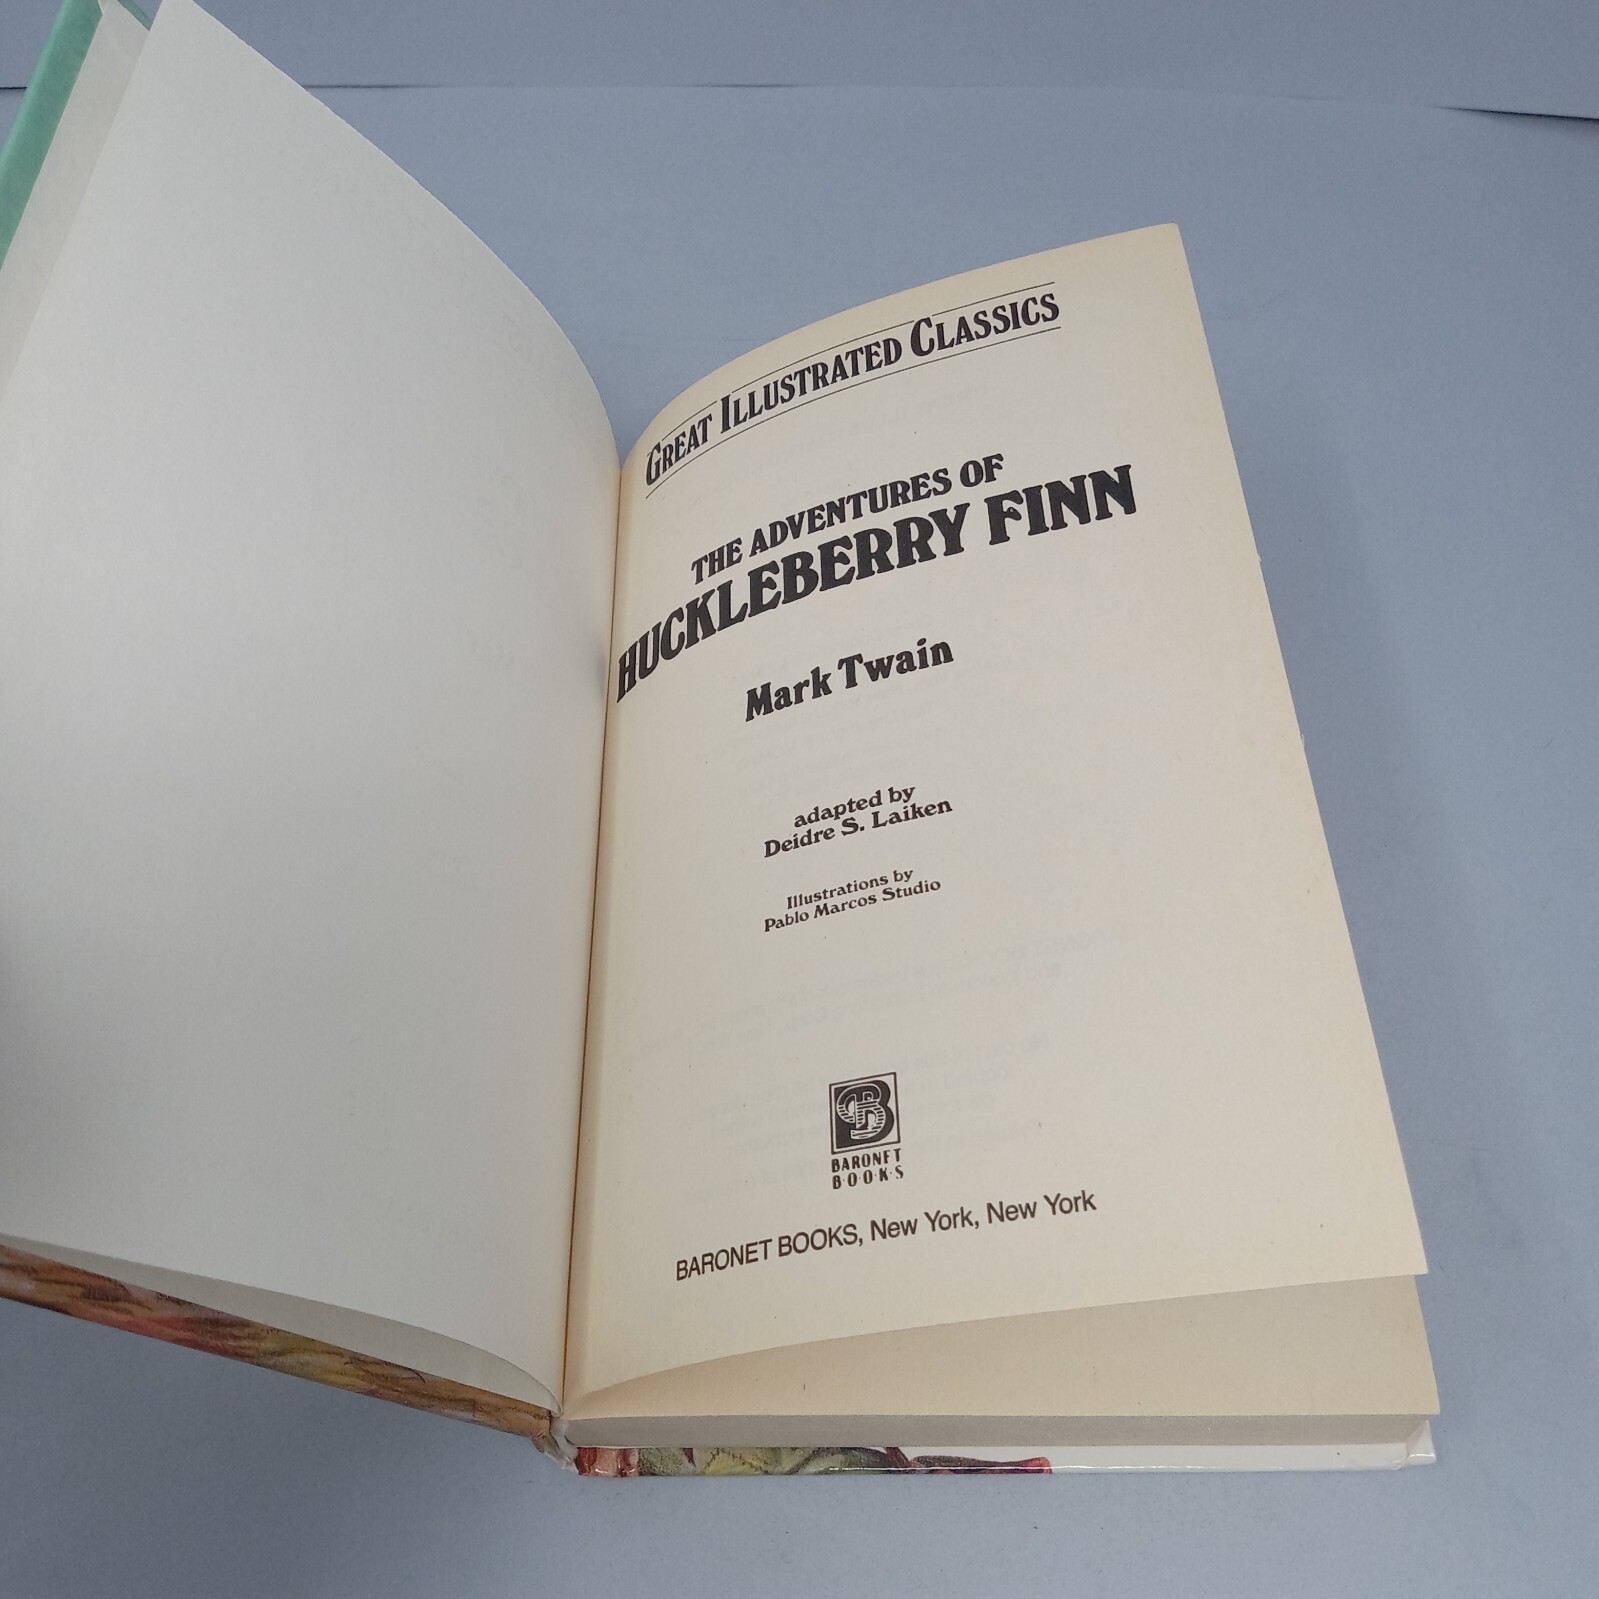 GREAT ILLUSTRATED CLASSICS
THE ADVENTURES OF
HUCKLEBERRY FINN
Mark Twain
adapted by
Deidre S. Laiken
Illustrations by
Pablo Marcos Studio
BARONET
B·O·O·K·S
BARONET BOOKS, New York, New York